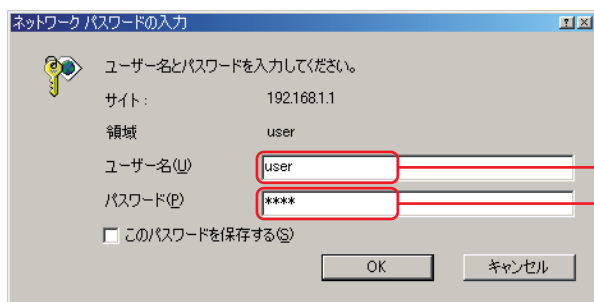 ネットワーク パスワードの入力
ユーザー名とパスワードを入力してください。
サイト： 192.168.1.1
領域 user
ユーザー名(U) user
パスワード(P) ****
このパスワードを保存する(S)
OK キャンセル